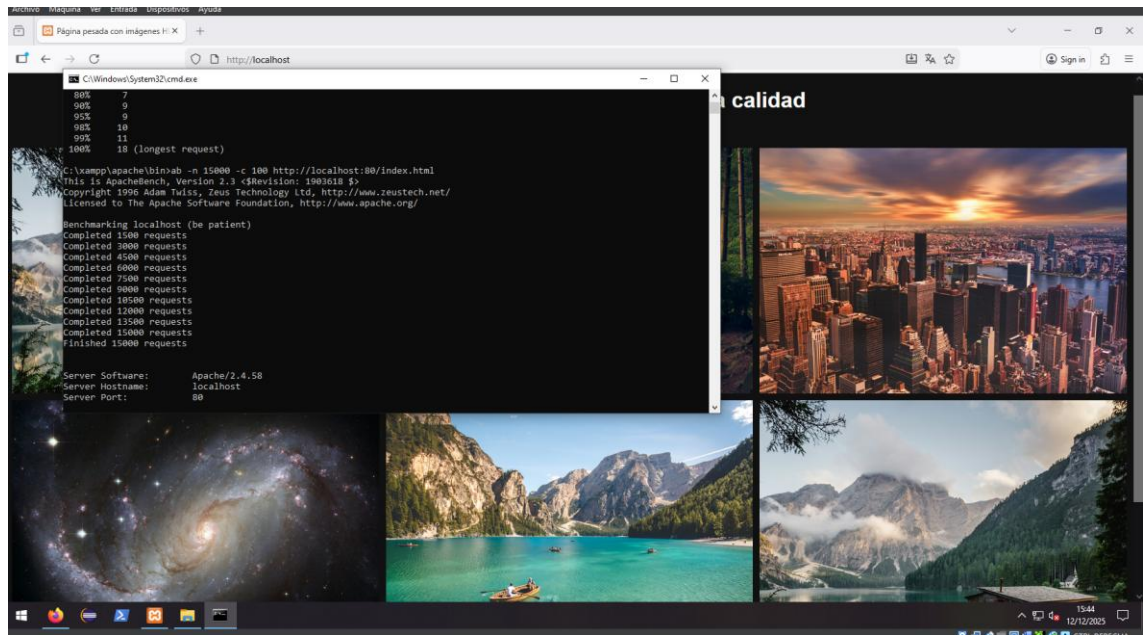 Archivo Máquina Ver Entrada Dispositivos Ayuda
Página pesada con imágenes H
http://localhost
Sign in
C:\Windows\System32\cmd.exe
calidad
80% 7
90% 9
95% 9
98% 10
99% 11
100% 18 (longest request)
C:\xampp\apache\bin>ab -n 15000 -c 100 http://localhost:80/index.html
This is ApacheBench, Version 2.3 <$Revision: 1903618 $>
Copyright 1996 Adam Twiss, Zeus Technology Ltd, http://www.zeustech.net/
Licensed to The Apache Software Foundation, http://www.apache.org/
Benchmarking localhost (be patient)
Completed 1500 requests
Completed 3000 requests
Completed 4500 requests
Completed 6000 requests
Completed 7500 requests
Completed 9000 requests
Completed 10500 requests
Completed 12000 requests
Completed 13500 requests
Completed 15000 requests
Finished 15000 requests
Server Software: Apache/2.4.58
Server Hostname: localhost
Server Port: 80
15:44
12/12/2025
CTRL DERECHA